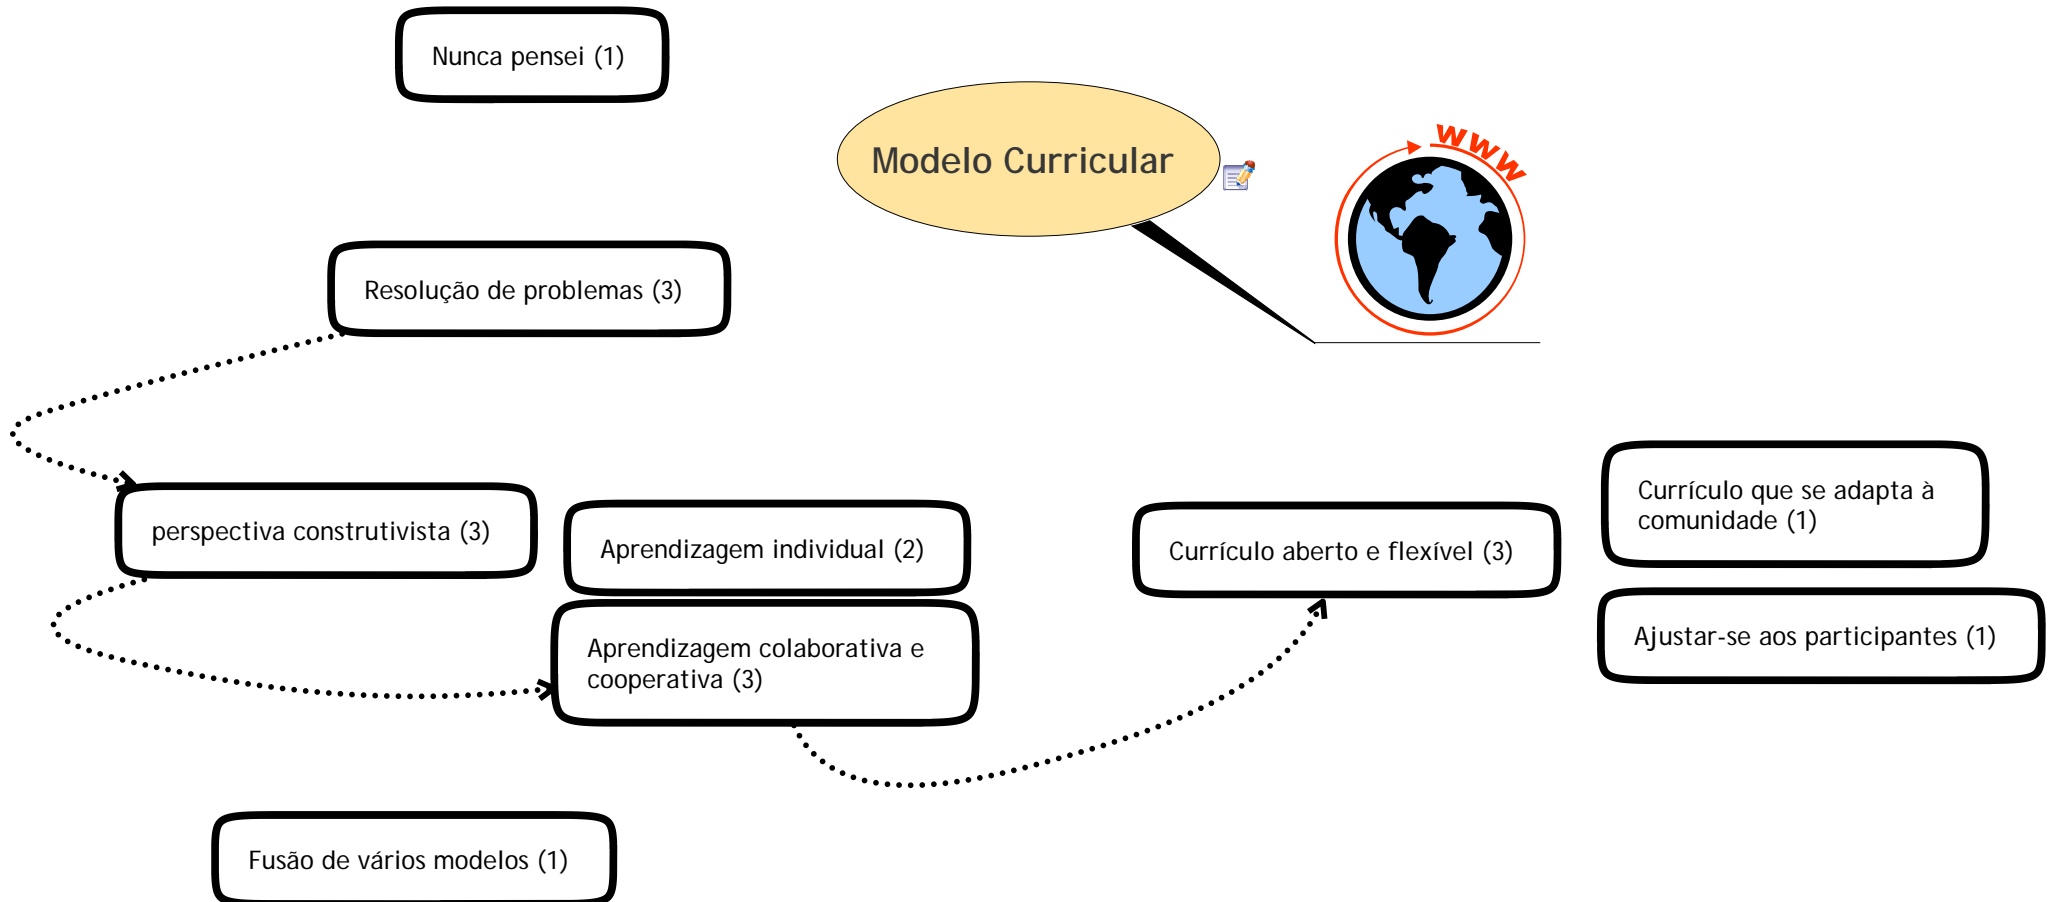 Nunca pensei (1)
Modelo Curricular
www
Resolução de problemas (3)
perspectiva construtivista (3)
Aprendizagem individual (2)
Aprendizagem colaborativa e
cooperativa (3)
Currículo aberto e flexível (3)
Currículo que se adapta à
comunidade (1)
Ajustar-se aos participantes (1)
Fusão de vários modelos (1)